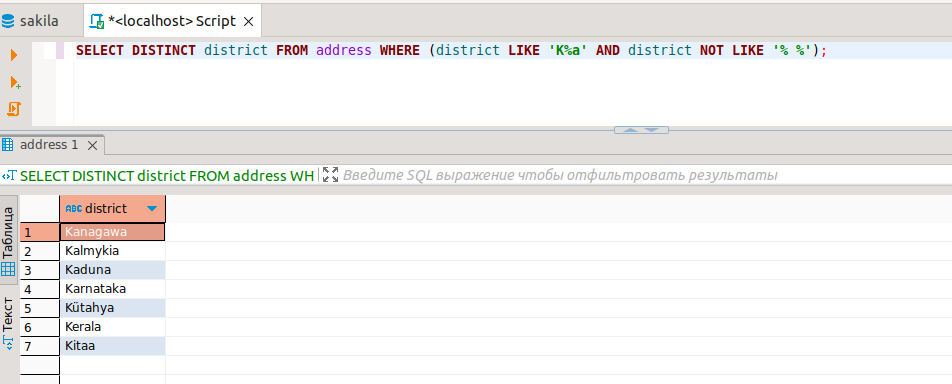 sakila
*<localhost> Script
SELECT DISTINCT district FROM address WHERE (district LIKE 'K%a' AND district NOT LIKE '% %');
address 1
SELECT DISTINCT district FROM address WH
Введите SQL выражение чтобы отфильтровать результаты
Таблица
Текст
ABC district
1 Kanagawa
2 Kalmykia
3 Kaduna
4 Karnataka
5 Kütahya
6 Kerala
7 Kitaa